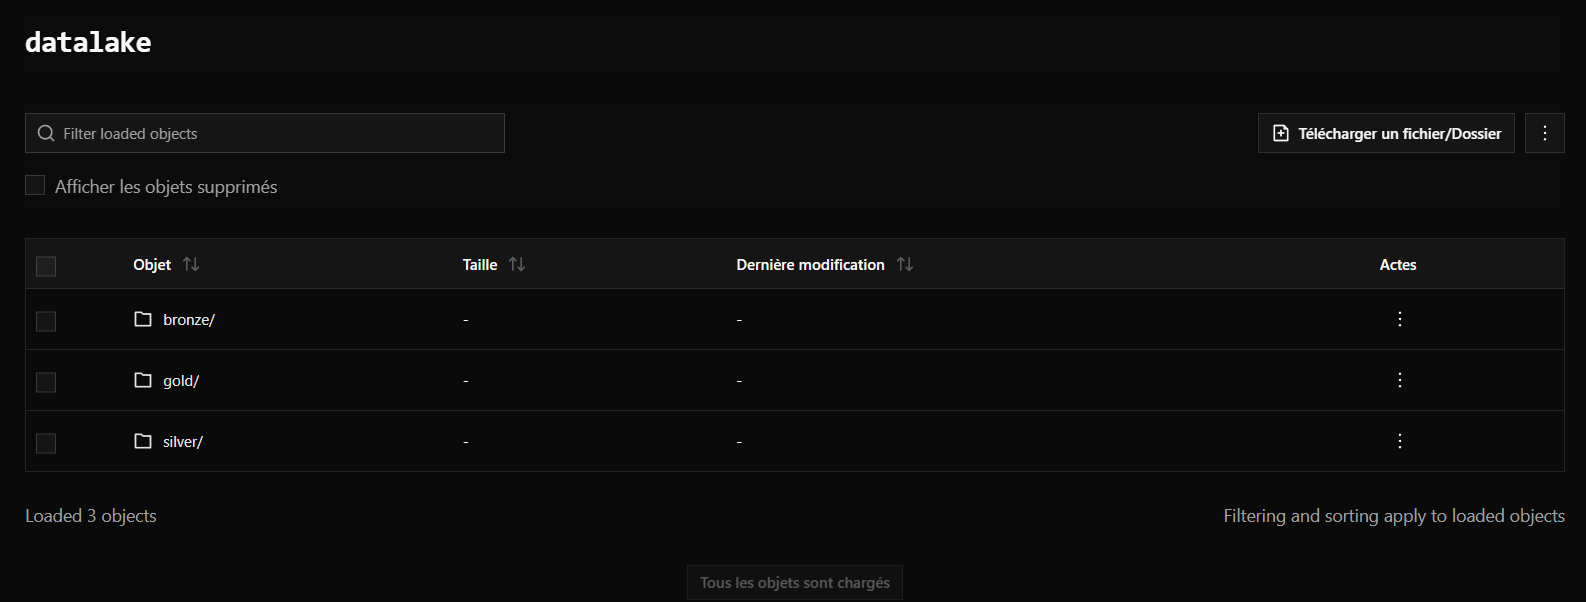 datalake
Filter loaded objects
Télécharger un fichier/Dossier
Afficher les objets supprimés
Objet Taille Dernière modification Actes
bronze/ - -
gold/ - -
silver/ - -
Loaded 3 objects Filtering and sorting apply to loaded objects
Tous les objets sont chargés